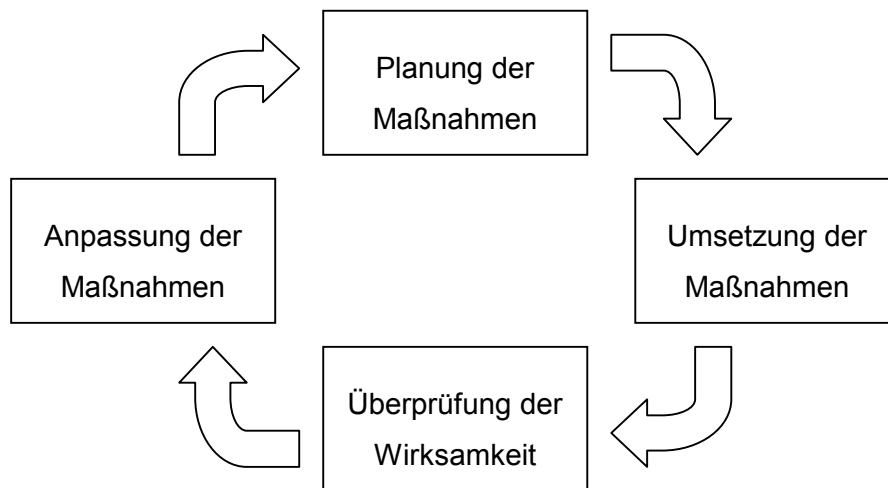 Planung der
Maßnahmen
Anpassung der
Maßnahmen
Umsetzung der
Maßnahmen
Überprüfung der
Wirksamkeit